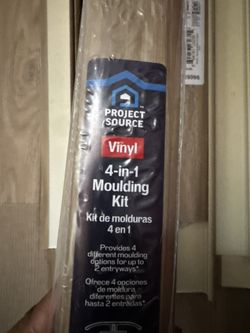 PROJECT
SOURCE
Vinyl
4-in-1
Moulding
Kit
Kit de molduras
4 en 1
Provides 4
different moulding
options for up to
2 entryways*
Ofrece 4 opciones
de moldura
diferentes para
hasta 2 entradas*